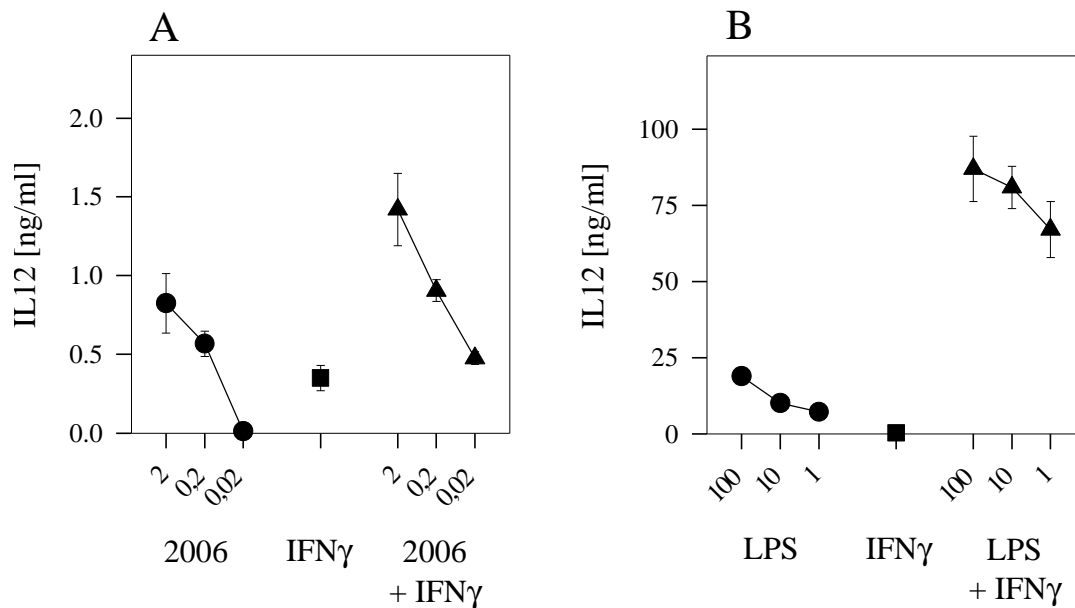 A
IL12 [ng/ml]
2.0
1.5
1.0
0.5
0.0
2 0,2 0,02 2 0,2 0,02
2006 IFNγ 2006
+ IFNγ
B
IL12 [ng/ml]
100
75
50
25
0
100 10 1 100 10 1
LPS IFNγ LPS
+ IFNγ